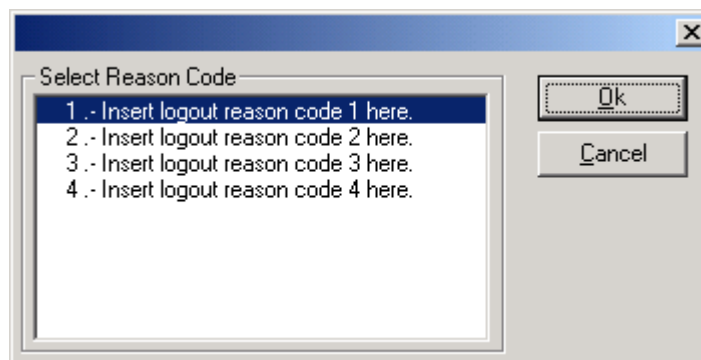 Select Reason Code
1 .- Insert logout reason code 1 here.
2 .- Insert logout reason code 2 here.
3 .- Insert logout reason code 3 here.
4 .- Insert logout reason code 4 here.
Ok
Cancel